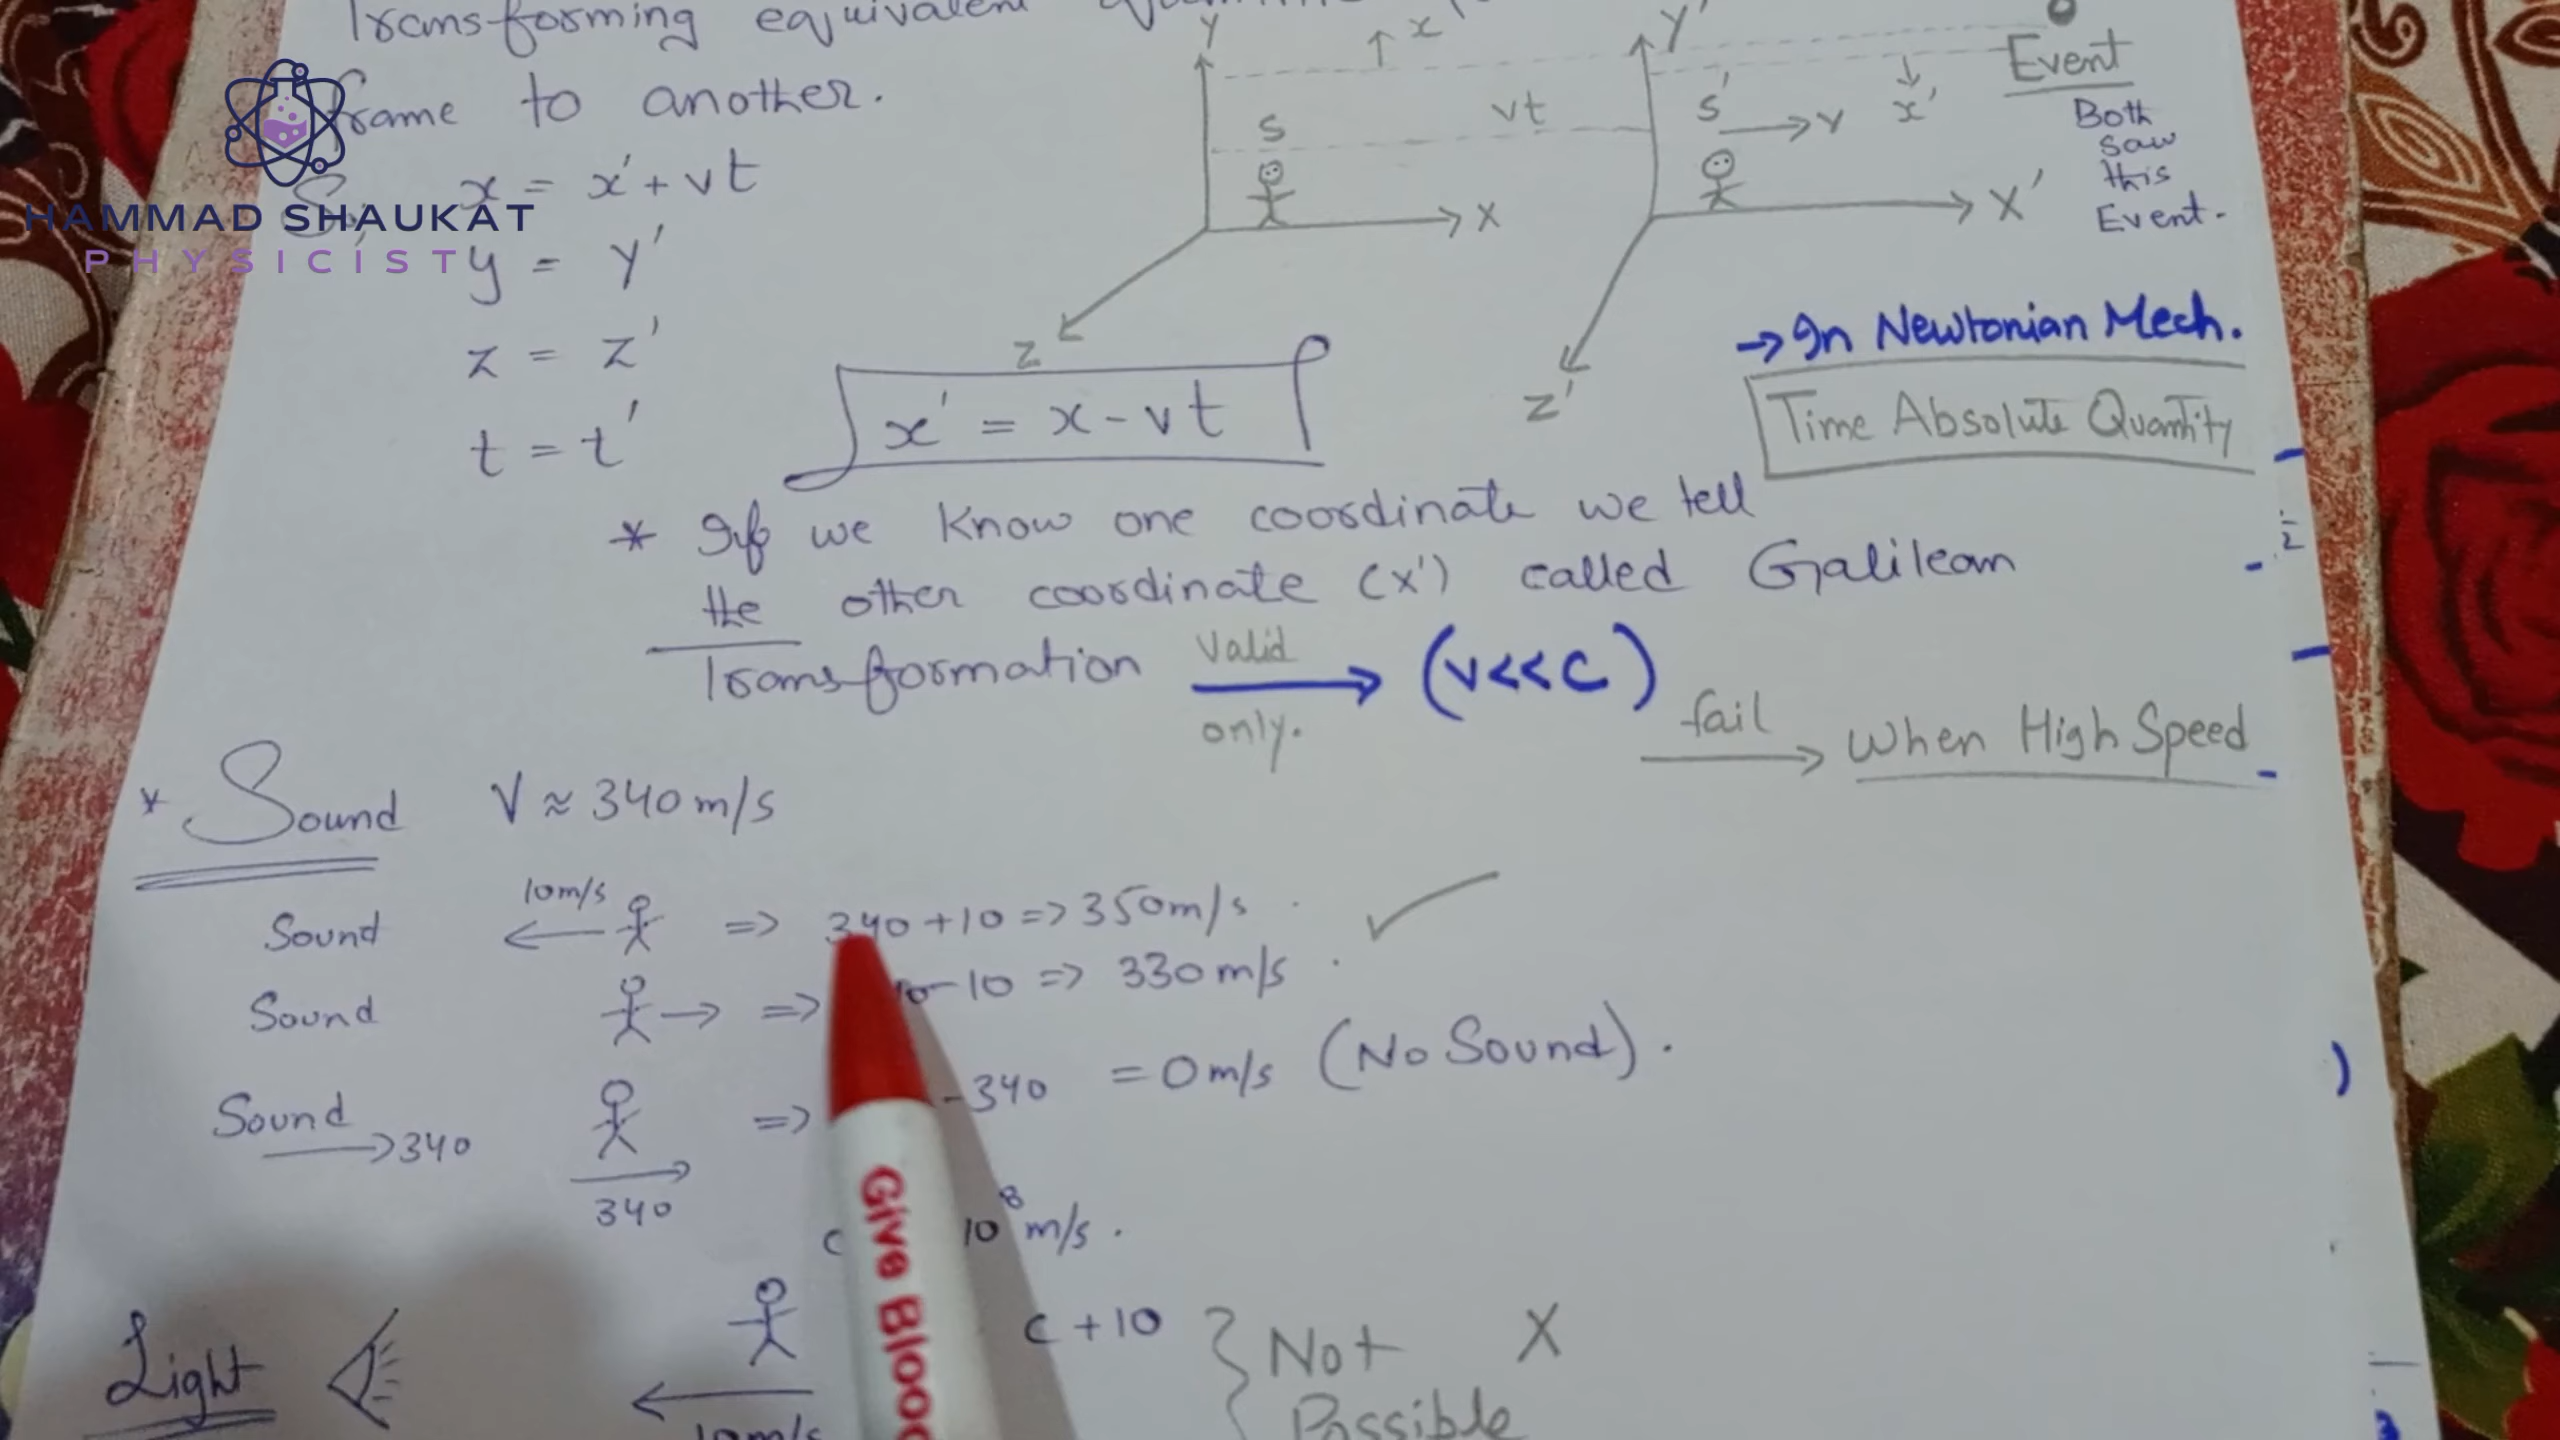 Transforming equivalent
frame to another.
HAMMAD SHAUKAT
PHYSICIST
So, x = x' + vt
y = y'
z = z'
t = t'
x' = x - vt
Y
x
S
vt
X
Z
Y'
S'
v
x'
X'
Z'
Event
Both
saw
this
Event.
→ In Newtonian Mech.
Time Absolute Quantity
* If we know one coordinate we tell
the other coordinate (x') called Galilean
Transformation valid only. → (v<<c)
fail → When High Speed
* Sound V ≈ 340 m/s
Sound 10m/s ← => 340 + 10 => 350 m/s . ✓
Sound → => - 10 => 330 m/s .
Sound → 340 340 => - 340 = 0 m/s (No Sound).
c 10⁸ m/s .
Light ← 10m/s c + 10 } Not Possible X
Give Blood